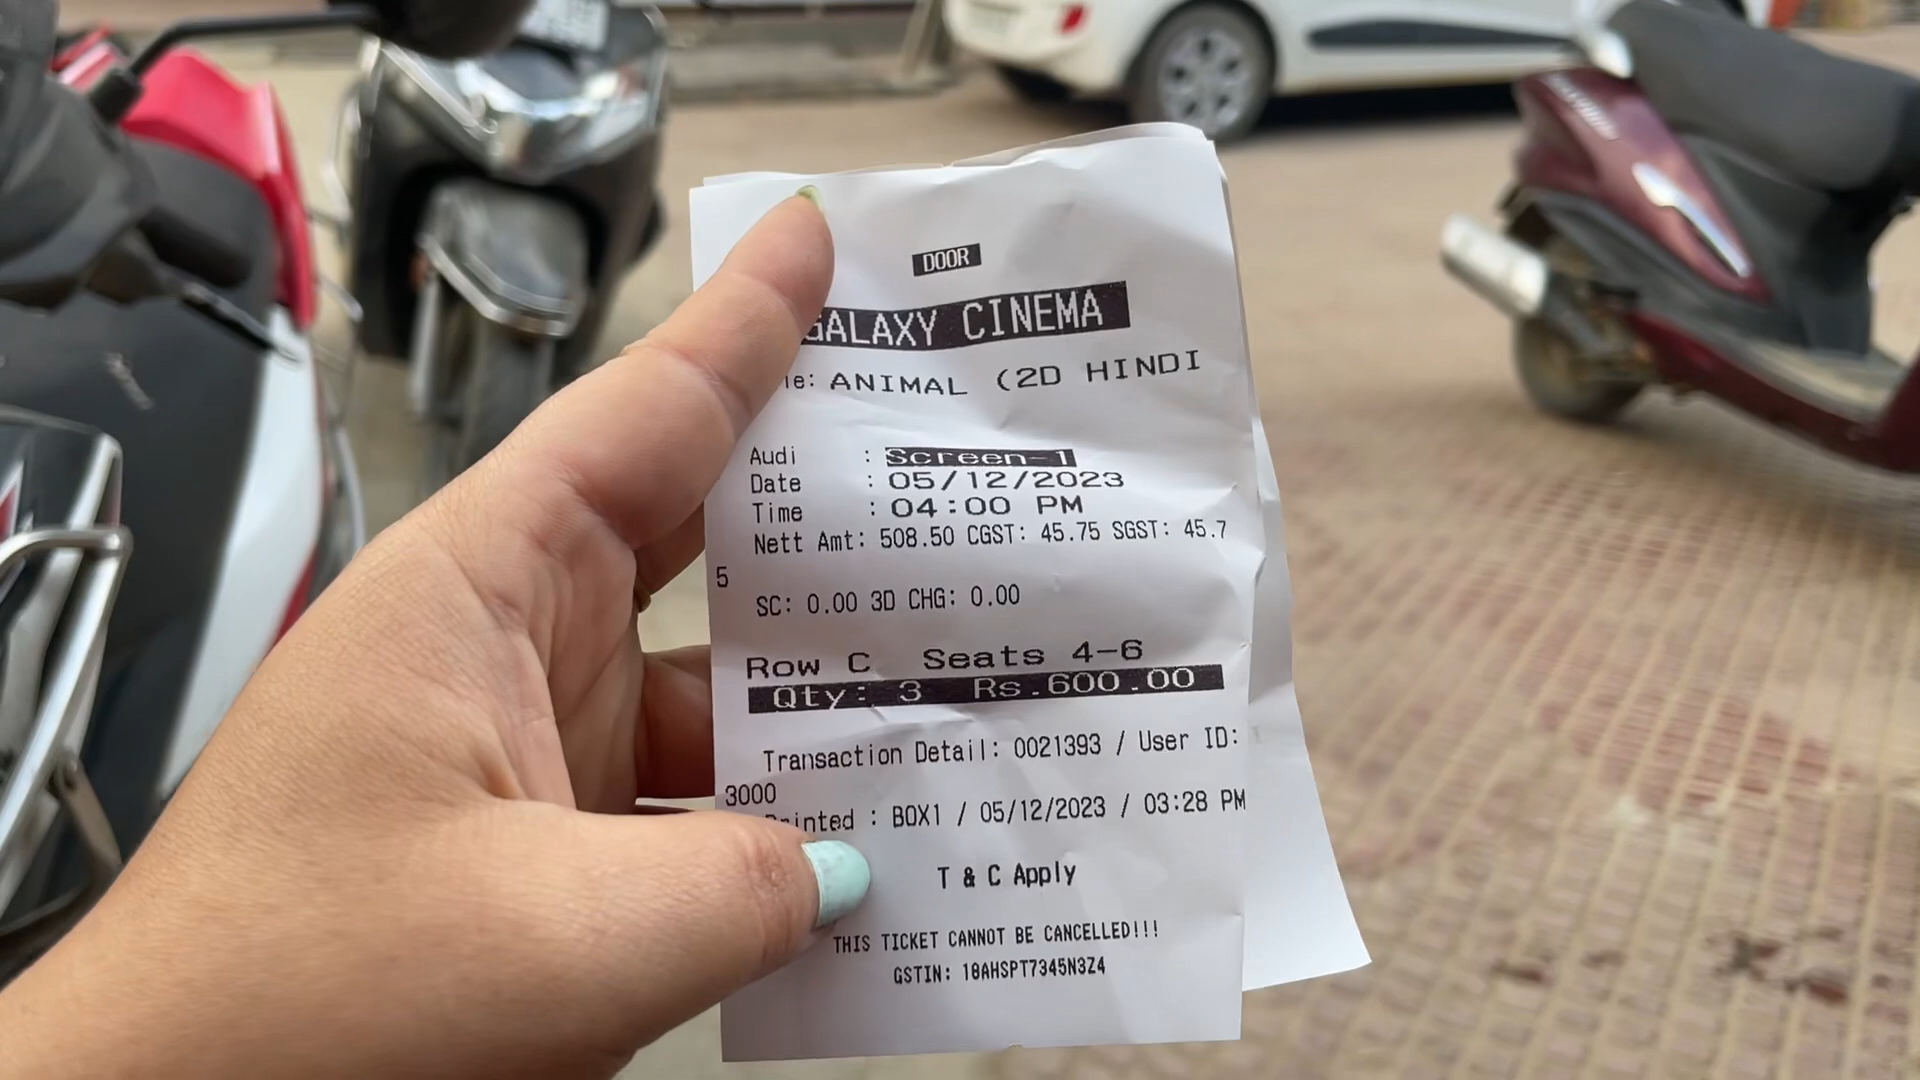 DOOR
GALAXY CINEMA
le: ANIMAL (2D HINDI
Audi : Screen-1
Date : 05/12/2023
Time : 04:00 PM
Nett Amt: 508.50 CGST: 45.75 SGST: 45.7
5
SC: 0.00 3D CHG: 0.00
Row C Seats 4-6
Qty: 3 Rs.600.00
Transaction Detail: 0021393 / User ID:
3000
Printed : BOX1 / 05/12/2023 / 03:28 PM
T & C Apply
THIS TICKET CANNOT BE CANCELLED!!!
GSTIN: 18AHSPT7345N3Z4